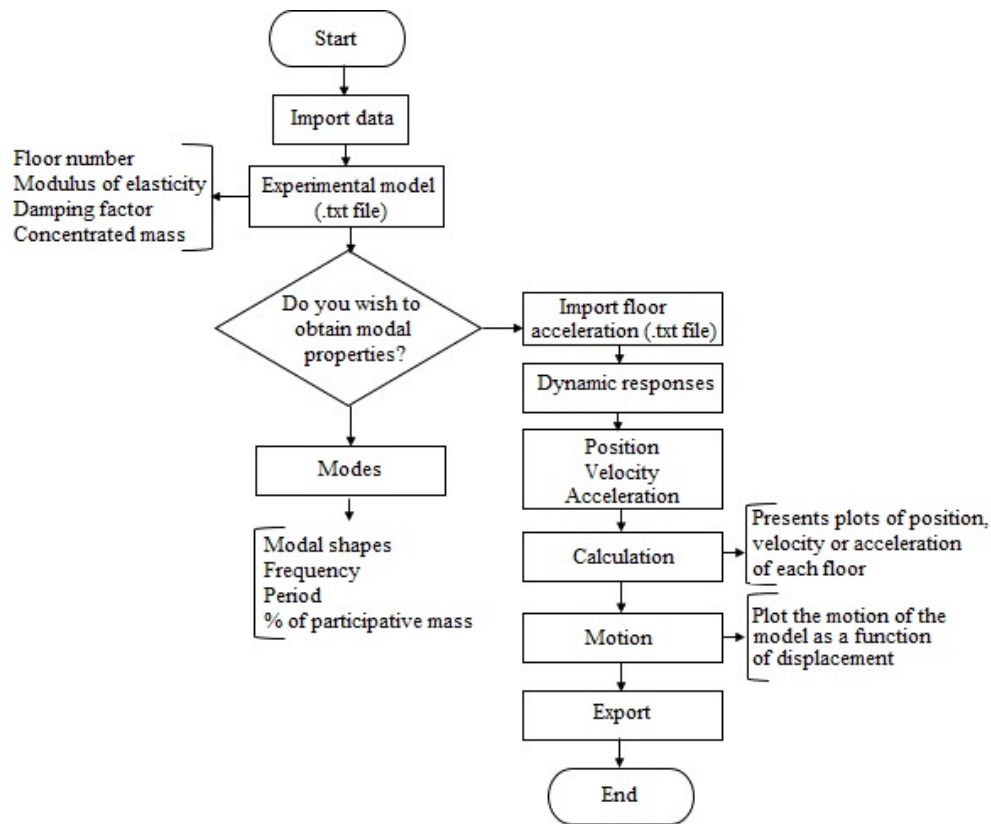 Start
Import data
Floor number
Modulus of elasticity
Damping factor
Concentrated mass
Experimental model
(.txt file)
Do you wish to
obtain modal
properties?
Modes
Modal shapes
Frequency
Period
% of participative mass
Import floor
acceleration (.txt file)
Dynamic responses
Position
Velocity
Acceleration
Calculation
Presents plots of position,
velocity or acceleration
of each floor
Motion
Plot the motion of the
model as a function
of displacement
Export
End